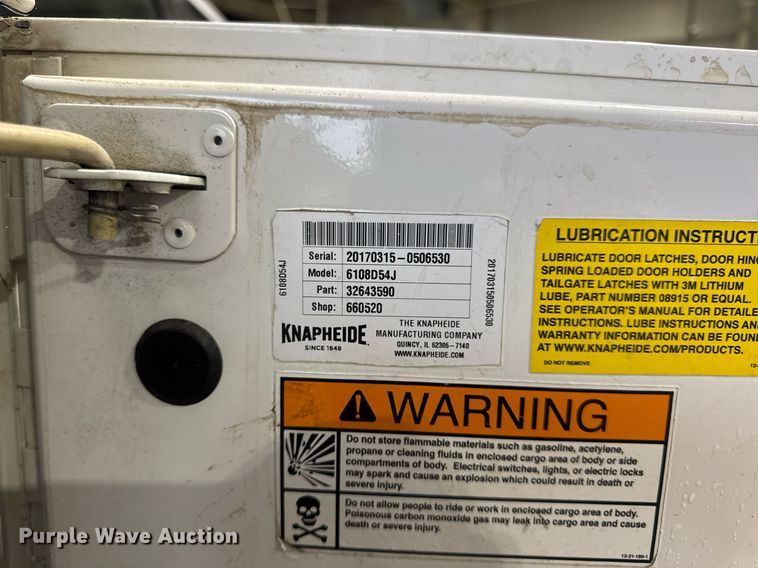 Serial: 20170315-0506530
Model: 6108D54J
Part: 32643590
Shop: 660520
6108D54J
201703150506530
KNAPHEIDE®
SINCE 1848
THE KNAPHEIDE
MANUFACTURING COMPANY
QUINCY, IL 62305-7140
WWW.KNAPHEIDE.COM
LUBRICATION INSTRUCTI
LUBRICATE DOOR LATCHES, DOOR HING
SPRING LOADED DOOR HOLDERS AND
TAILGATE LATCHES WITH 3M LITHIUM
LUBE, PART NUMBER 08915 OR EQUAL.
SEE OPERATOR'S MANUAL FOR DETAILE
INSTRUCTIONS. LUBE INSTRUCTIONS AN
WARRANTY INFORMATION CAN BE FOUN
AT WWW.KNAPHEIDE.COM/PRODUCTS.
DO NOT REMOVE
12-
WARNING
Do not store flammable materials such as gasoline, acetylene,
propane or cleaning fluids in enclosed cargo area of body or side
compartments of body. Electrical switches, lights, or electric locks
may spark and cause an explosion which could result in death or
severe injury.
Do not allow people to ride or work in enclosed cargo area of body.
Poisonous carbon monoxide gas may leak into cargo area and cause
death or severe injury.
12-21-180-1
Purple Wave Auction